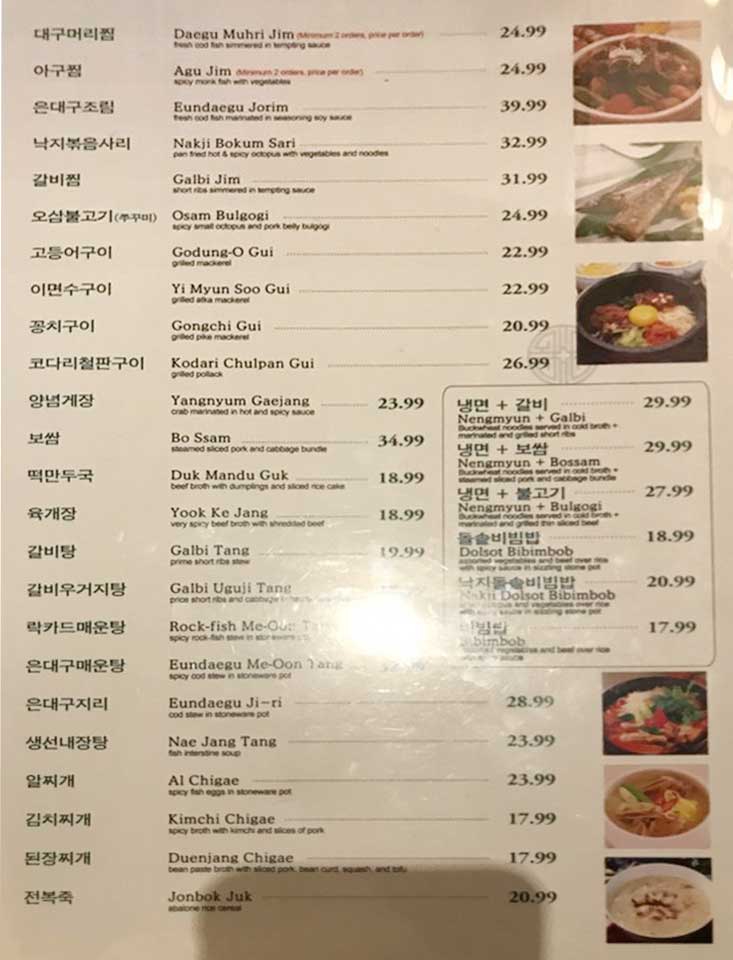 대구머리찜 Daegu Muhri Jim (Minimum 2 orders, price per order) 24.99
fresh cod fish simmered in tempting sauce
아구찜 Agu Jim (Minimum 2 orders, price per order) 24.99
spicy monk fish with vegetables
은대구조림 Eundaegu Jorim 39.99
fresh cod fish marinated in seasoning soy sauce
낙지볶음사리 Nakji Bokum Sari 32.99
pan fried hot & spicy octopus with vegetables and noodles
갈비찜 Galbi Jim 31.99
short ribs simmered in tempting sauce
오삼불고기(쭈꾸미) Osam Bulgogi 24.99
spicy small octopus and pork belly bulgogi
고등어구이 Godung-O Gui 22.99
grilled mackerel
이면수구이 Yi Myun Soo Gui 22.99
grilled atka mackerel
꽁치구이 Gongchi Gui 20.99
grilled pike mackerel
코다리철판구이 Kodari Chulpan Gui 26.99
grilled pollack
양념게장 Yangnyum Gaejang 23.99
crab marinated in hot and spicy sauce
보쌈 Bo Ssam 34.99
steamed sliced pork and cabbage bundle
떡만두국 Duk Mandu Guk 18.99
beef broth with dumplings and sliced rice cake
육개장 Yook Ke Jang 18.99
very spicy beef broth with shredded beef
갈비탕 Galbi Tang 19.99
prime short ribs stew
갈비우거지탕 Galbi Uguji Tang
price short ribs and cabbage
락카드매운탕 Rock-fish Me-Oon Tang
spicy rock-fish stew in stoneware pot
은대구매운탕 Eundaegu Me-Oon Tang
spicy cod stew in stoneware pot
은대구지리 Eundaegu Ji-ri 28.99
cod stew in stoneware pot
생선내장탕 Nae Jang Tang 23.99
fish interstine soup
알찌개 Al Chigae 23.99
spicy fish eggs in stoneware pot
김치찌개 Kimchi Chigae 17.99
spicy broth with kimchi and slices of pork
된장찌개 Duenjang Chigae 17.99
bean paste broth with sliced pork, bean curd, squash, and tofu
전복죽 Jonbok Juk 20.99
abalone rice cereal
냉면 + 갈비 29.99
Nengmyun + Galbi
Buckwheat noodles served in cold broth +
marinated and grilled short ribs
냉면 + 보쌈 29.99
Nengmyun + Bossam
Buckwheat noodles served in cold broth +
steamed sliced pork and cabbage bundle
냉면 + 불고기 27.99
Nengmyun + Bulgogi
Buckwheat noodles served in cold broth +
marinated and grilled thin sliced beef
돌솥비빔밥 18.99
Dolsot Bibimbob
assorted vegetables and beef over rice
with spicy sauce in sizzling stone pot
낙지돌솥비빔밥 20.99
Nakji Dolsot Bibimbob
octopus and vegetables over rice
with spicy sauce in sizzling stone pot
비빔밥 17.99
Bibimbob
assorted vegetables and beef over rice
sauce